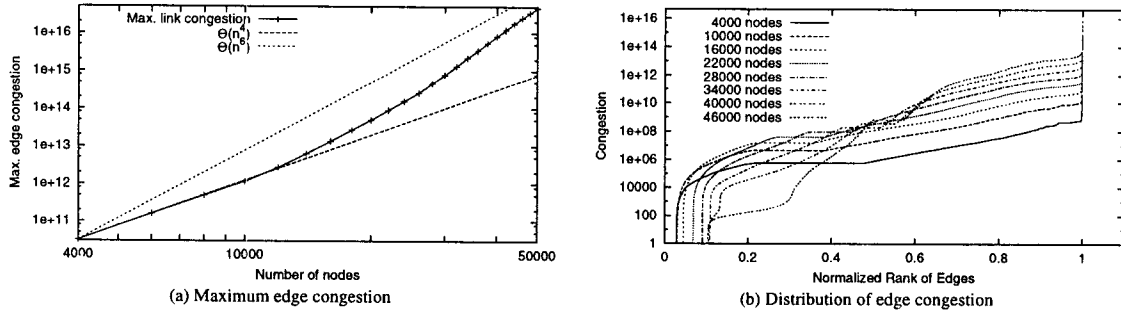 1e+16
1e+15
1e+14
1e+13
1e+12
1e+11
Max. edge congestion
Max. link congestion
Θ(n^4)
Θ(n^6)
4000
10000
50000
Number of nodes
(a) Maximum edge congestion
1e+16
1e+14
1e+12
1e+10
1e+08
1e+06
10000
100
1
Congestion
4000 nodes
10000 nodes
16000 nodes
22000 nodes
28000 nodes
34000 nodes
40000 nodes
46000 nodes
0
0.2
0.4
0.6
0.8
1
Normalized Rank of Edges
(b) Distribution of edge congestion